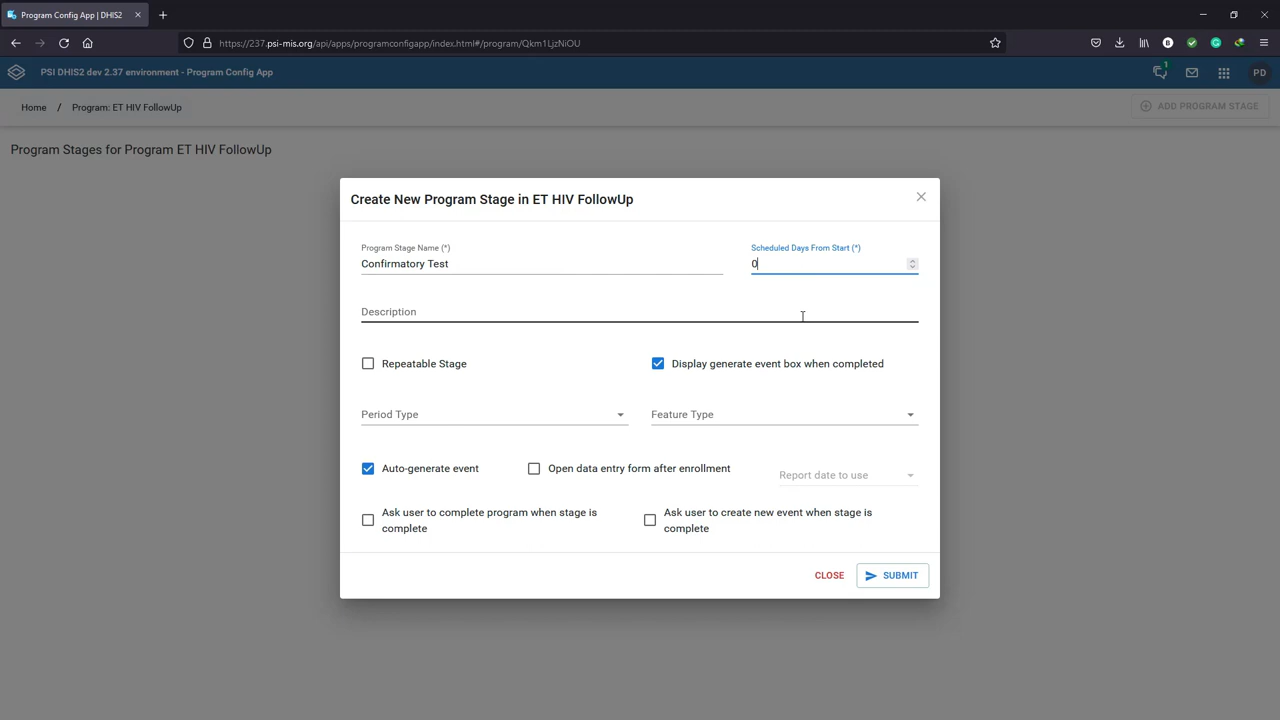 Program Config App | DHIS2
https://237.psi-mis.org/api/apps/programconfigapp/index.html#/program/Qkm1LjzNiOU
PSI DHIS2 dev 2.37 environment - Program Config App
1
PD
Home / Program: ET HIV FollowUp
ADD PROGRAM STAGE
Program Stages for Program ET HIV FollowUp
Create New Program Stage in ET HIV FollowUp
Program Stage Name (*)
Scheduled Days From Start (*)
Confirmatory Test
0
Description
Repeatable Stage
Display generate event box when completed
Period Type
Feature Type
Auto-generate event
Open data entry form after enrollment
Report date to use
Ask user to complete program when stage is
complete
Ask user to create new event when stage is
complete
CLOSE
SUBMIT